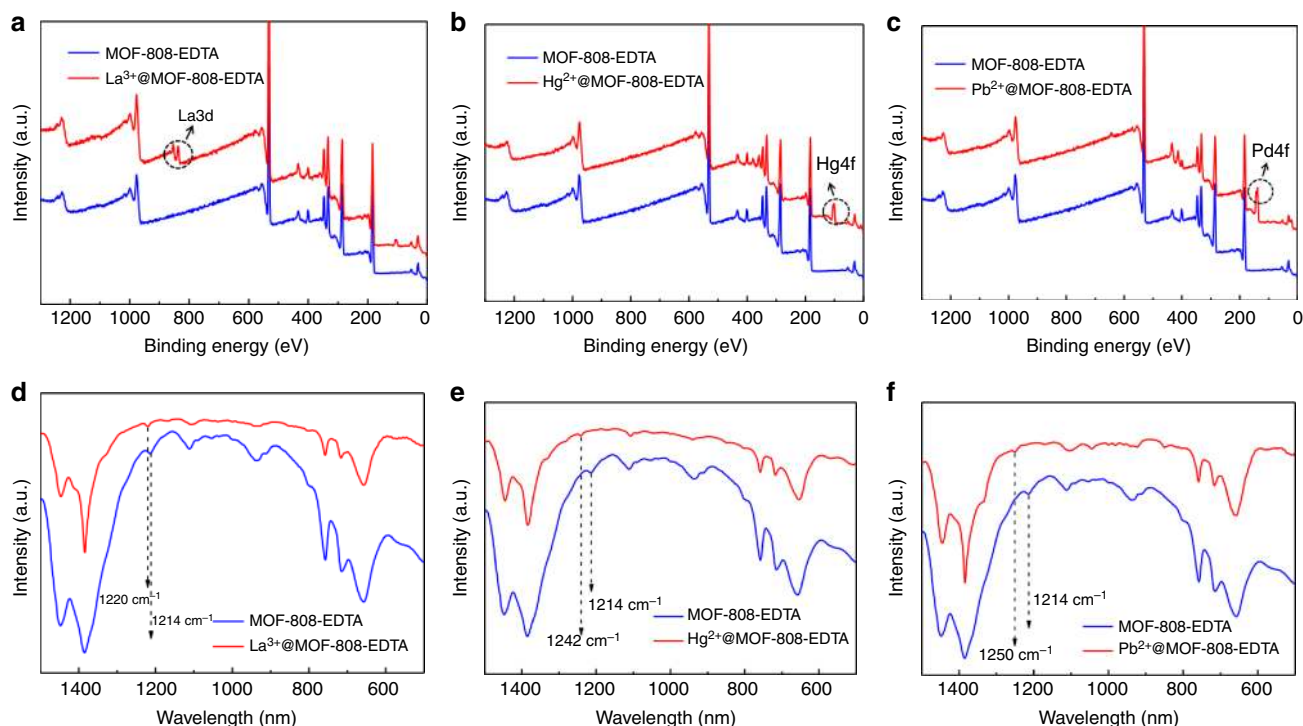 a
MOF-808-EDTA
La³⁺@MOF-808-EDTA
La3d
Intensity (a.u.)
1200 1000 800 600 400 200 0
Binding energy (eV)
b
MOF-808-EDTA
Hg²⁺@MOF-808-EDTA
Hg4f
Intensity (a.u.)
1200 1000 800 600 400 200 0
Binding energy (eV)
c
MOF-808-EDTA
Pb²⁺@MOF-808-EDTA
Pd4f
Intensity (a.u.)
1200 1000 800 600 400 200 0
Binding energy (eV)
d
Intensity (a.u.)
1220 cm⁻¹
1214 cm⁻¹
MOF-808-EDTA
La³⁺@MOF-808-EDTA
1400 1200 1000 800 600
Wavelength (nm)
e
Intensity (a.u.)
1214 cm⁻¹
1242 cm⁻¹
MOF-808-EDTA
Hg²⁺@MOF-808-EDTA
1400 1200 1000 800 600
Wavelength (nm)
f
Intensity (a.u.)
1214 cm⁻¹
1250 cm⁻¹
MOF-808-EDTA
Pb²⁺@MOF-808-EDTA
1400 1200 1000 800 600
Wavelength (nm)